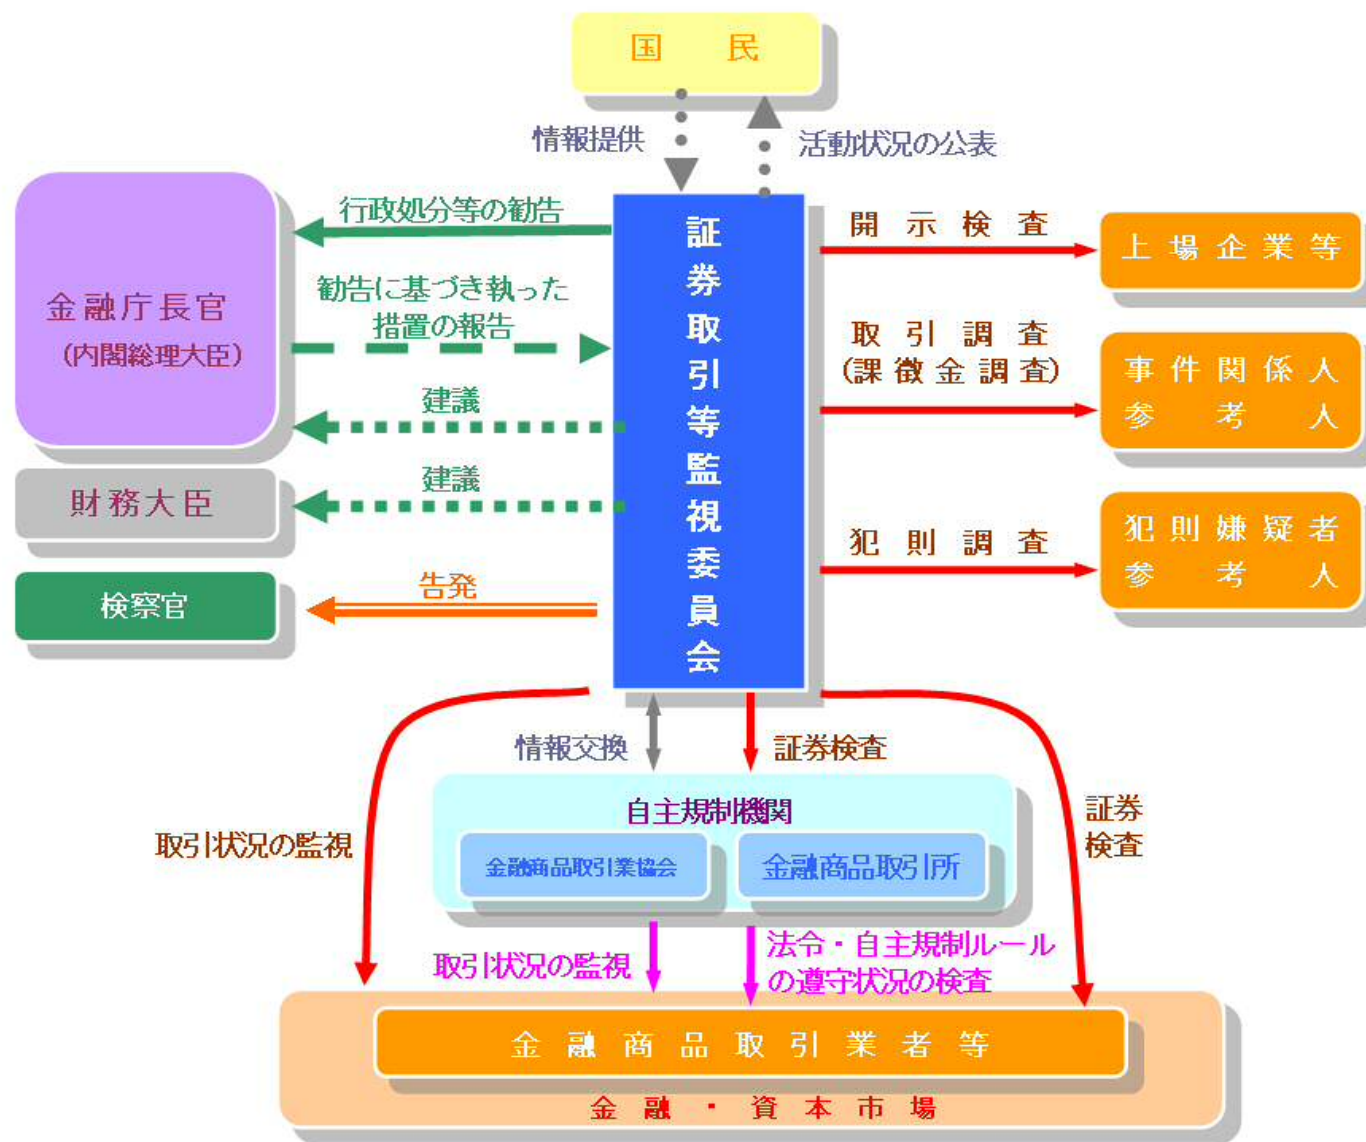 国民
情報提供
活動状況の公表
証券取引等監視委員会
行政処分等の勧告
勧告に基づき執った
措置の報告
建議
建議
告発
金融庁長官
(内閣総理大臣)
財務大臣
検察官
開示検査
取引調査
(課徴金調査)
犯則調査
上場企業等
事件関係人
参考人
犯則嫌疑者
参考人
情報交換
証券検査
取引状況の監視
証券
検査
自主規制機関
金融商品取引業協会
金融商品取引所
取引状況の監視
法令・自主規制ルール
の遵守状況の検査
金融商品取引業者等
金融・資本市場